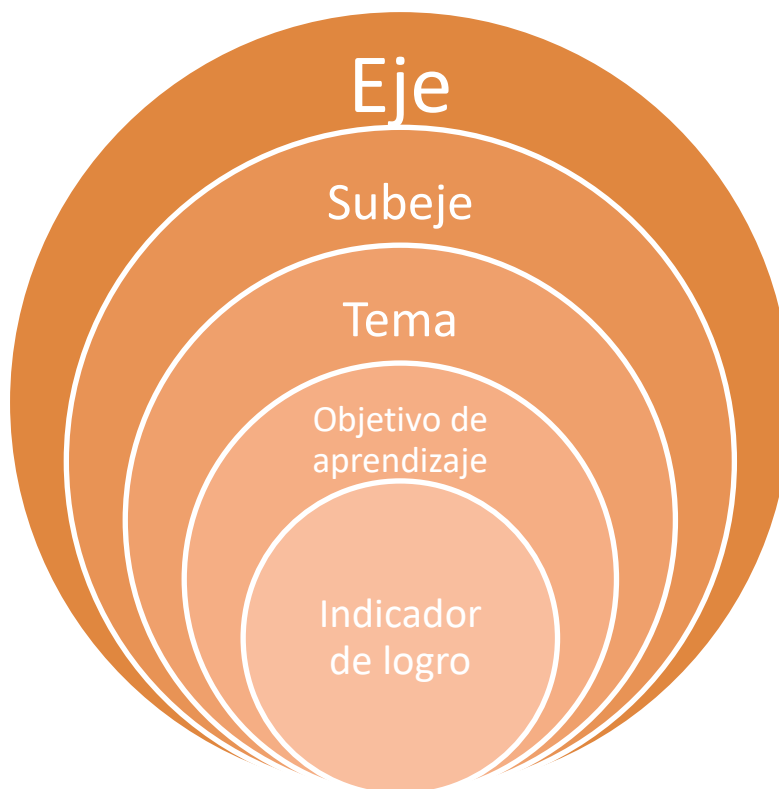 Eje
Subeje
Tema
Objetivo de
aprendizaje
Indicador
de logro